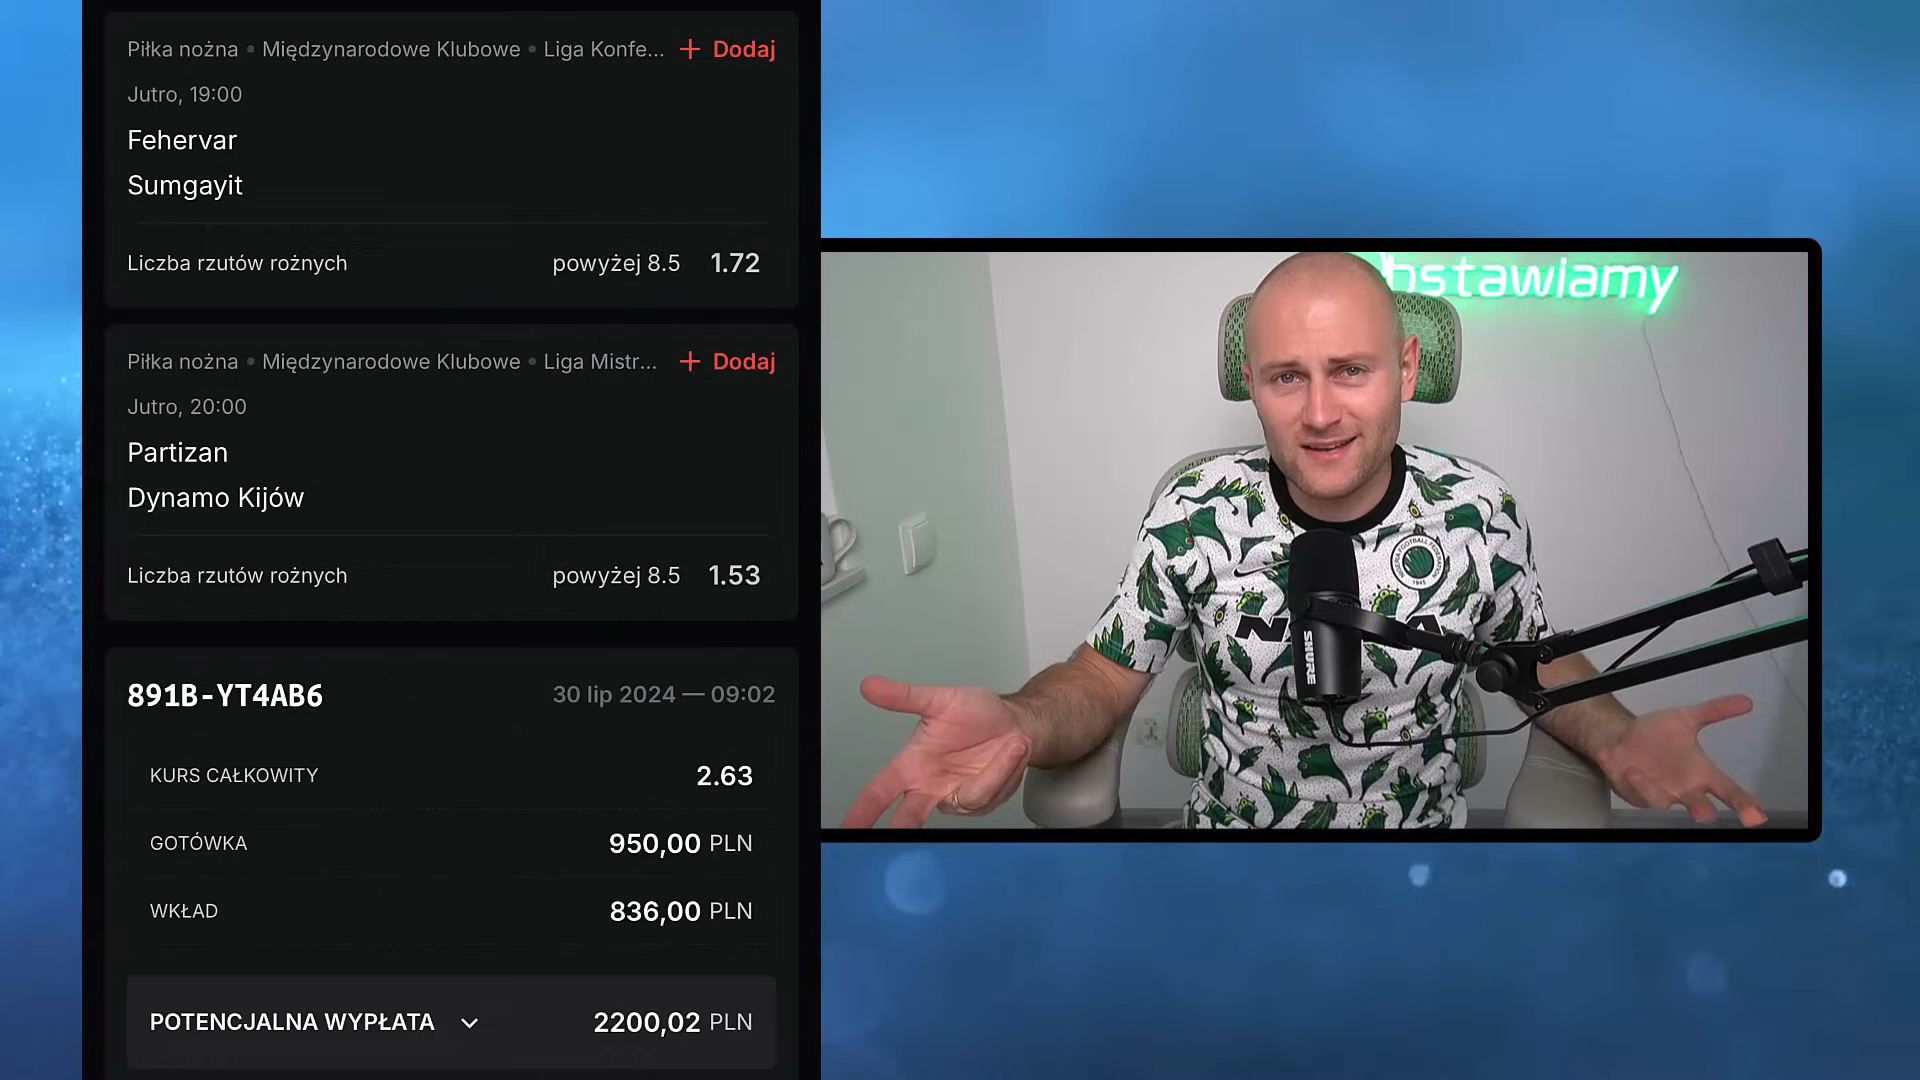 Piłka nożna • Międzynarodowe Klubowe • Liga Konfe... + Dodaj
Jutro, 19:00
Fehervar
Sumgayit
Liczba rzutów rożnych powyżej 8.5 1.72
Piłka nożna • Międzynarodowe Klubowe • Liga Mistr... + Dodaj
Jutro, 20:00
Partizan
Dynamo Kijów
Liczba rzutów rożnych powyżej 8.5 1.53
891B-YT4AB6 30 lip 2024 — 09:02
KURS CAŁKOWITY 2.63
GOTÓWKA 950,00 PLN
WKŁAD 836,00 PLN
POTENCJALNA WYPŁATA 2200,02 PLN
bstawiamy
SHURE